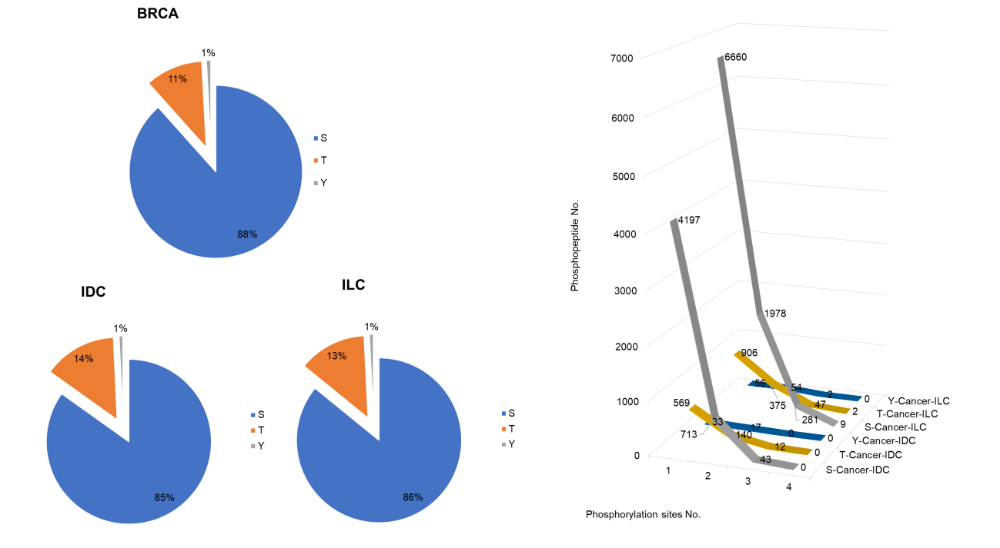 BRCA
1%
11%
88%
S
T
Y
IDC
1%
14%
85%
S
T
Y
ILC
1%
13%
86%
S
T
Y
7000
6000
5000
4000
3000
2000
1000
0
Phosphopeptide No.
6660
4197
1978
906
56
54
2
0
375
47
2
281
9
569
33
17
0
0
713
140
12
0
43
0
1
2
3
4
Y-Cancer-ILC
T-Cancer-ILC
S-Cancer-ILC
Y-Cancer-IDC
T-Cancer-IDC
S-Cancer-IDC
Phosphorylation sites No.